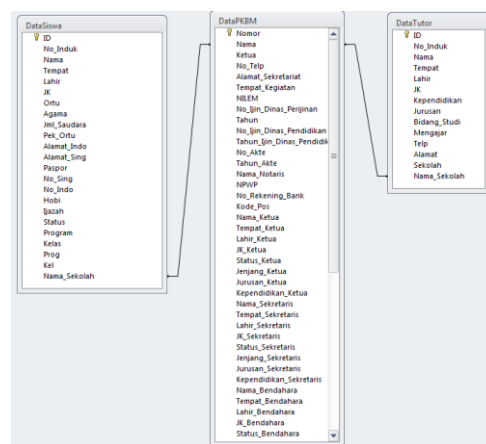 DataSiswa
ID
No_Induk
Nama
Tempat
Lahir
JK
Ortu
Agama
Jml_Saudara
Pek_Ortu
Alamat_Indo
Alamat_Sing
Paspor
No_Sing
No_Indo
Hobi
Ijazah
Status
Program
Kelas
Prog
Kel
Nama_Sekolah
DataPKBM
Nomor
Nama
Ketua
No_Telp
Alamat_Sekretariat
Tempat_Kegiatan
NILEM
No_Ijin_Dinas_Perijinan
Tahun
No_Ijin_Dinas_Pendidikan
Tahun_Ijin_Dinas_Pendidik
No_Akte
Tahun_Akte
Nama_Notaris
NPWP
No_Rekening_Bank
Kode_Pos
Nama_Ketua
Tempat_Ketua
Lahir_Ketua
JK_Ketua
Status_Ketua
Jenjang_Ketua
Jurusan_Ketua
Kependidikan_Ketua
Nama_Sekretaris
Tempat_Sekretaris
Lahir_Sekretaris
JK_Sekretaris
Status_Sekretaris
Jenjang_Sekretaris
Jurusan_Sekretaris
Kependidikan_Sekretaris
Nama_Bendahara
Tempat_Bendahara
Lahir_Bendahara
JK_Bendahara
Status_Bendahara
DataTutor
ID
No_Induk
Nama
Tempat
Lahir
JK
Kependidikan
Jurusan
Bidang_Studi
Mengajar
Telp
Alamat
Sekolah
Nama_Sekolah